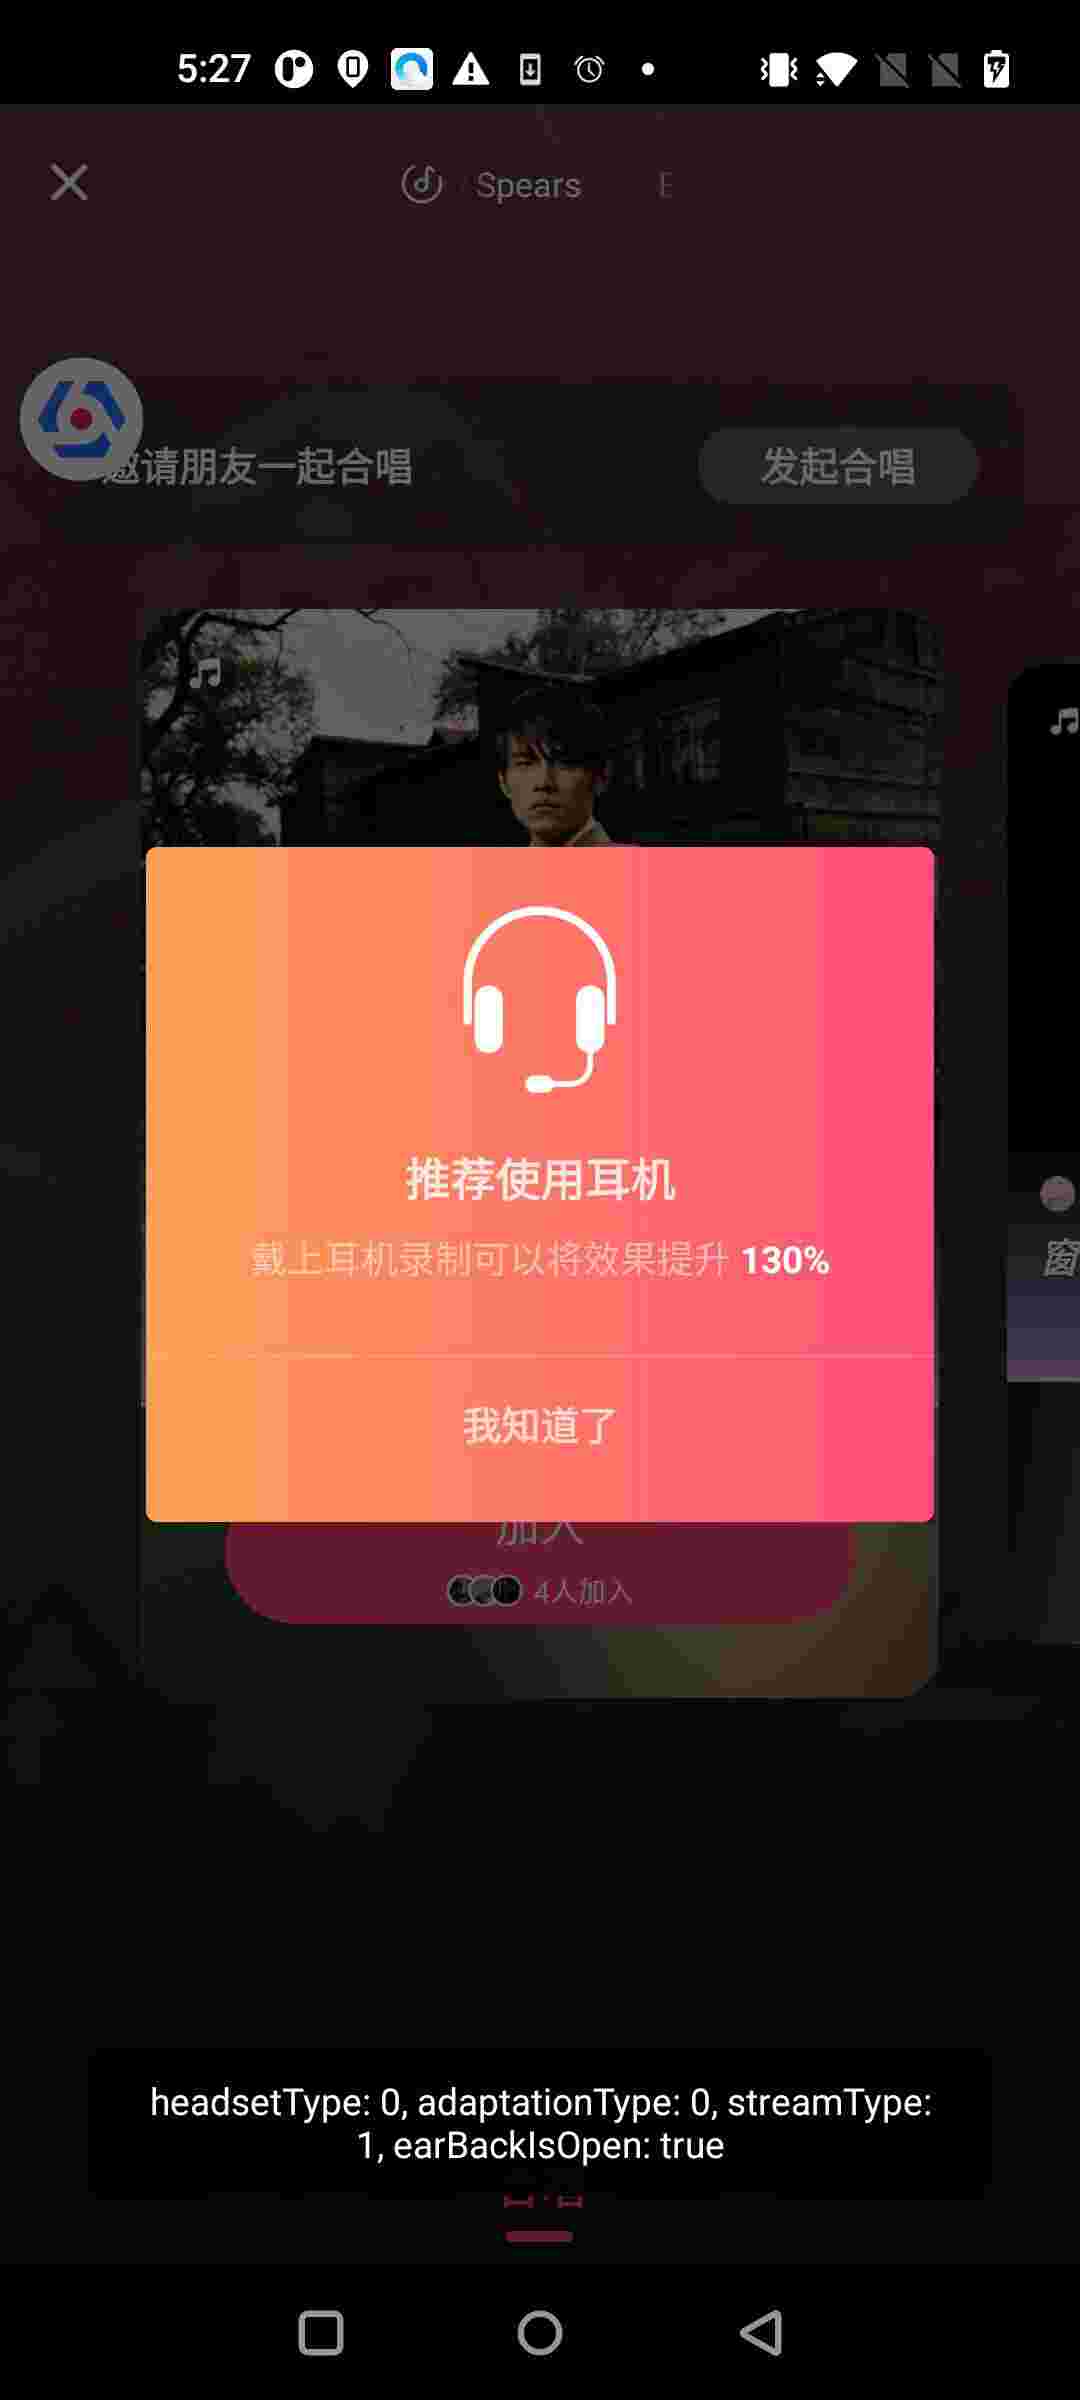 5:27
Spears
邀请朋友一起合唱
发起合唱
推荐使用耳机
戴上耳机录制可以将效果提升 130%
窗
我知道了
加入
4人加入
headsetType: 0, adaptationType: 0, streamType:
1, earBackIsOpen: true